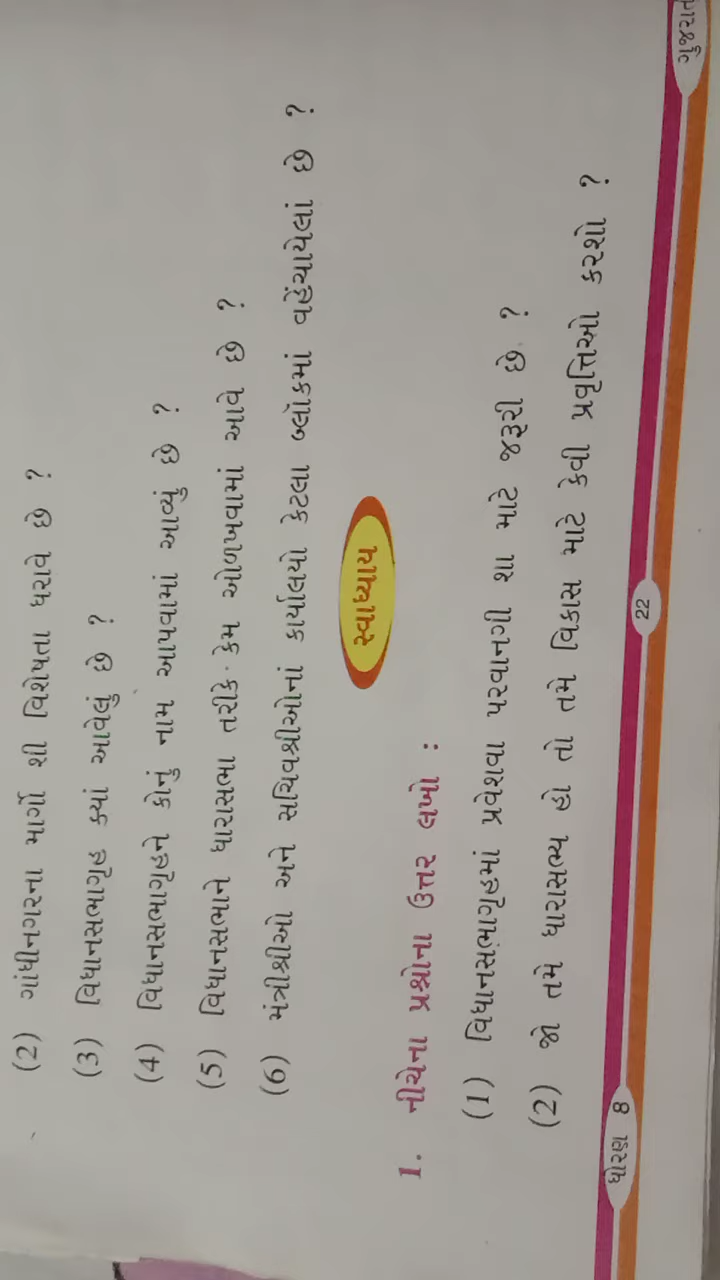 (2) ગાંધીનગરના માર્ગો શી વિશેષતા ધરાવે છે ?
(3) વિધાનસભાગૃહ ક્યાં આવેલું છે ?
(4) વિધાનસભાગૃહને કોનું નામ આપવામાં આવ્યું છે ?
(5) વિધાનસભાને ધારાસભા તરીકે કેમ ઓળખવામાં આવે છે ?
(6) મંત્રીશ્રીઓ અને સચિવશ્રીઓનાં કાર્યાલયો કેટલા બ્લોકમાં વહેંચાયેલાં છે ?
સ્વાધ્યાય
1. નીચેના પ્રશ્નોના ઉત્તર લખો :
(1) વિધાનસભાગૃહમાં પ્રવેશવા પરવાનગી શા માટે જરૂરી છે ?
(2) જો તમે ધારાસભ્ય હો તો તમે વિકાસ માટે કેવી પ્રવૃત્તિઓ કરશો ?
ધોરણ 8
22